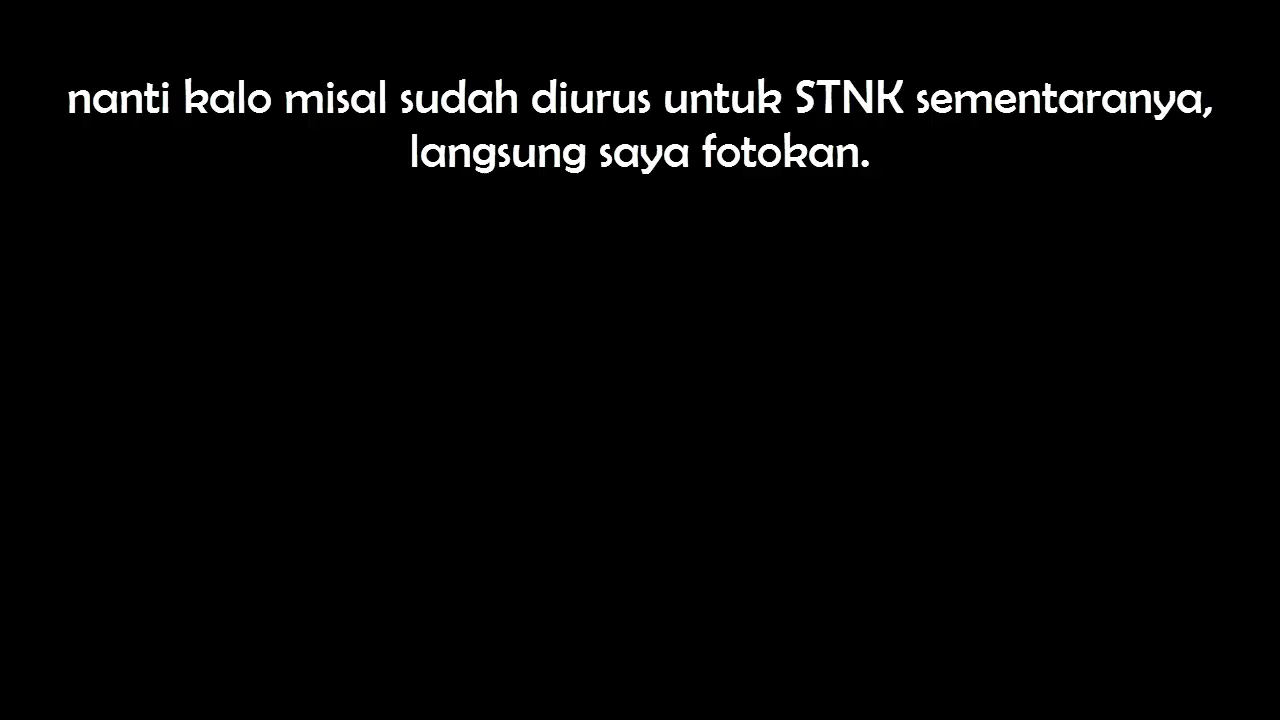 nanti kalo misal sudah diurus untuk STNK sementaranya,
langsung saya fotokan.